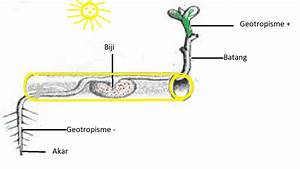 Geotropisme +
Biji
Batang
Geotropisme -
Akar